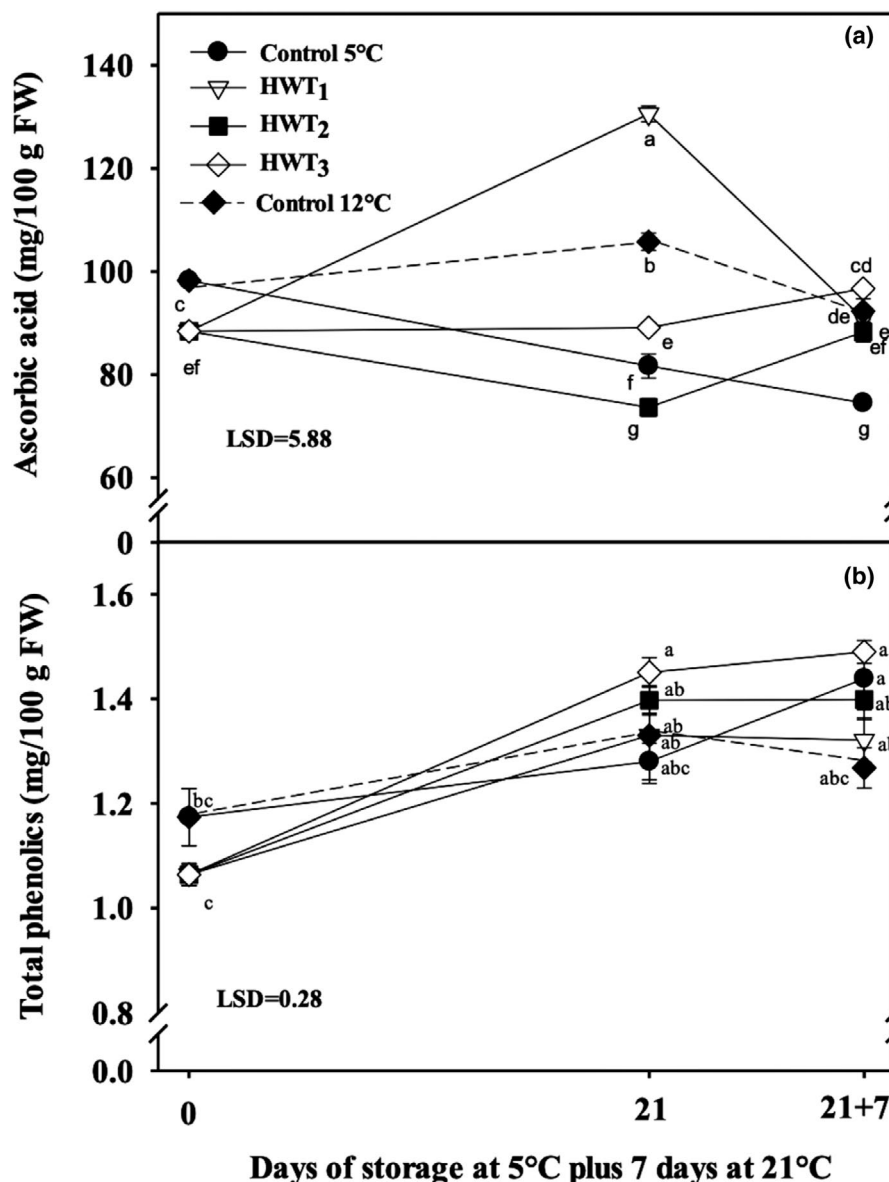 (a)
140
120
100
80
60
0
Ascorbic acid (mg/100 g FW)
Control 5°C
HWT1
HWT2
HWT3
Control 12°C
a
b
c
cd
de
e
ef
e
ef
f
g
g
LSD=5.88
(b)
1.6
1.4
1.2
1.0
0.8
0.0
Total phenolics (mg/100 g FW)
a
a
a
ab
ab
ab
ab
ab
abc
abc
bc
c
LSD=0.28
0
21
21+7
Days of storage at 5°C plus 7 days at 21°C